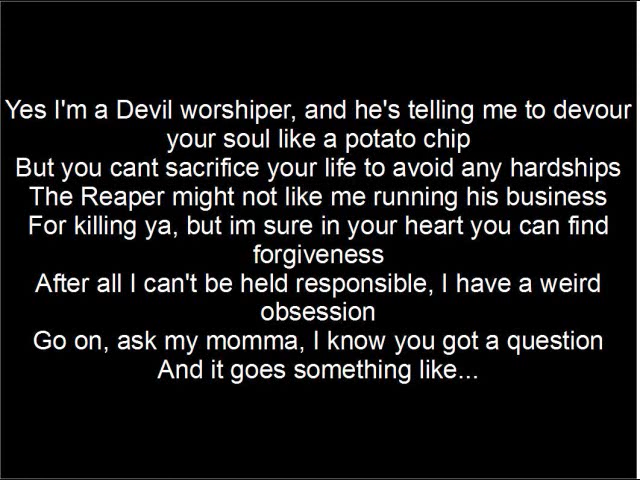 Yes I'm a Devil worshiper, and he's telling me to devour
your soul like a potato chip
But you cant sacrifice your life to avoid any hardships
The Reaper might not like me running his business
For killing ya, but im sure in your heart you can find
forgiveness
After all I can't be held responsible, I have a weird
obsession
Go on, ask my momma, I know you got a question
And it goes something like...